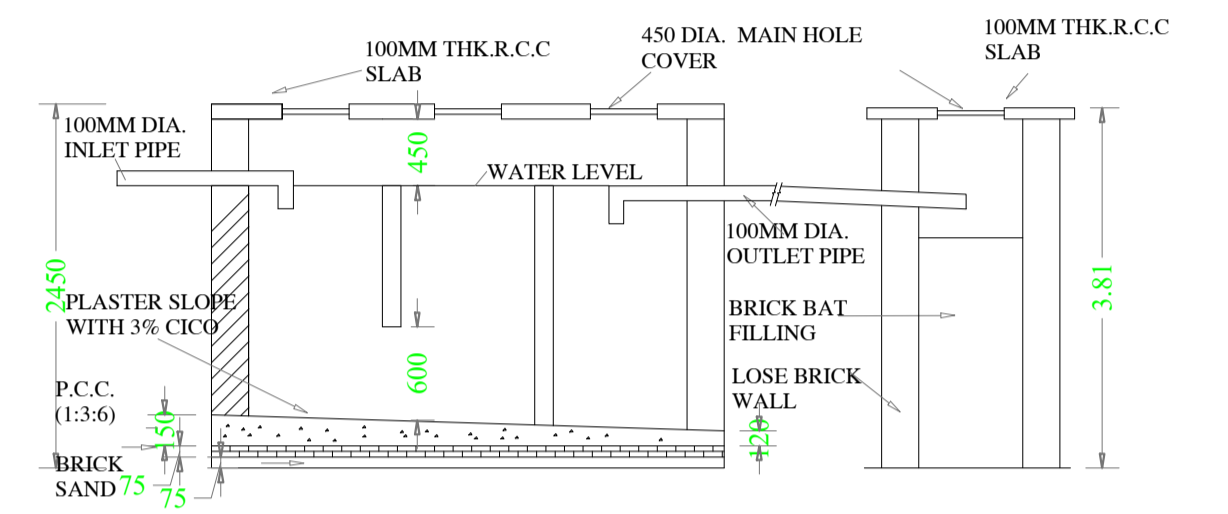 100MM THK.R.C.C
SLAB
450 DIA. MAIN HOLE
COVER
100MM THK.R.C.C
SLAB
100MM DIA.
INLET PIPE
450
WATER LEVEL
100MM DIA.
OUTLET PIPE
2450
3.81
PLASTER SLOPE
WITH 3% CICO
BRICK BAT
FILLING
600
LOSE BRICK
WALL
P.C.C.
(1:3:6)
150
120
BRICK
SAND
75
75